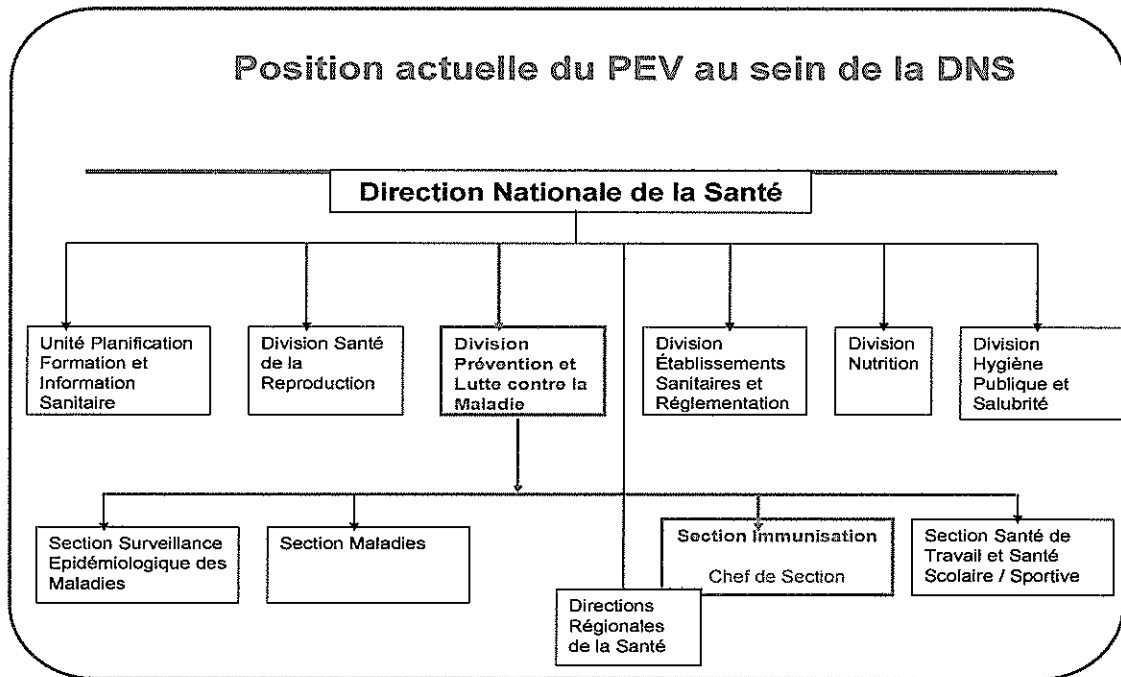 Position actuelle du PEV au sein de la DNS
Direction Nationale de la Santé
Unité Planification
Formation et
Information
Sanitaire
Division Santé
de la
Reproduction
Division
Prévention et
Lutte contre la
Maladie
Division
Établissements
Sanitaires et
Réglementation
Division
Nutrition
Division
Hygiène
Publique et
Salubrité
Section Surveillance
Epidémiologique des
Maladies
Section Maladies
Section Immunisation
Chef de Section
Section Santé de
Travail et Santé
Scolaire / Sportive
Directions
Régionales
de la Santé